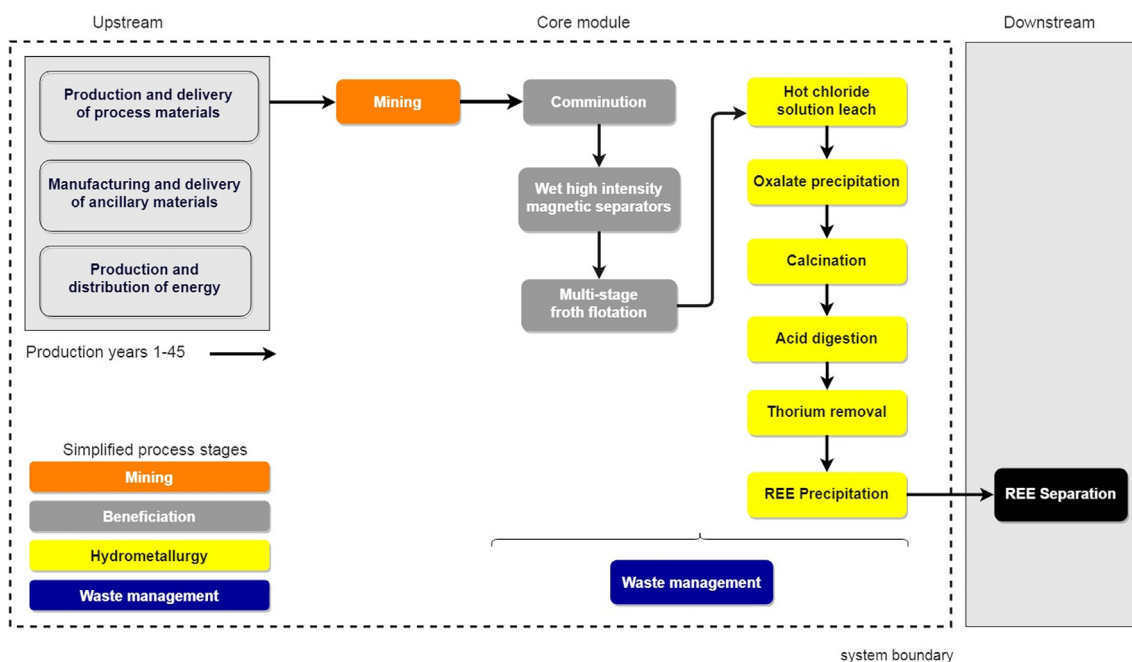 Upstream
Core module
Downstream
Production and delivery
of process materials
Manufacturing and delivery
of ancillary materials
Production and
distribution of energy
Production years 1-45
Mining
Comminution
Wet high intensity
magnetic separators
Multi-stage
froth flotation
Hot chloride
solution leach
Oxalate precipitation
Calcination
Acid digestion
Thorium removal
REE Precipitation
REE Separation
Simplified process stages
Mining
Beneficiation
Hydrometallurgy
Waste management
Waste management
system boundary